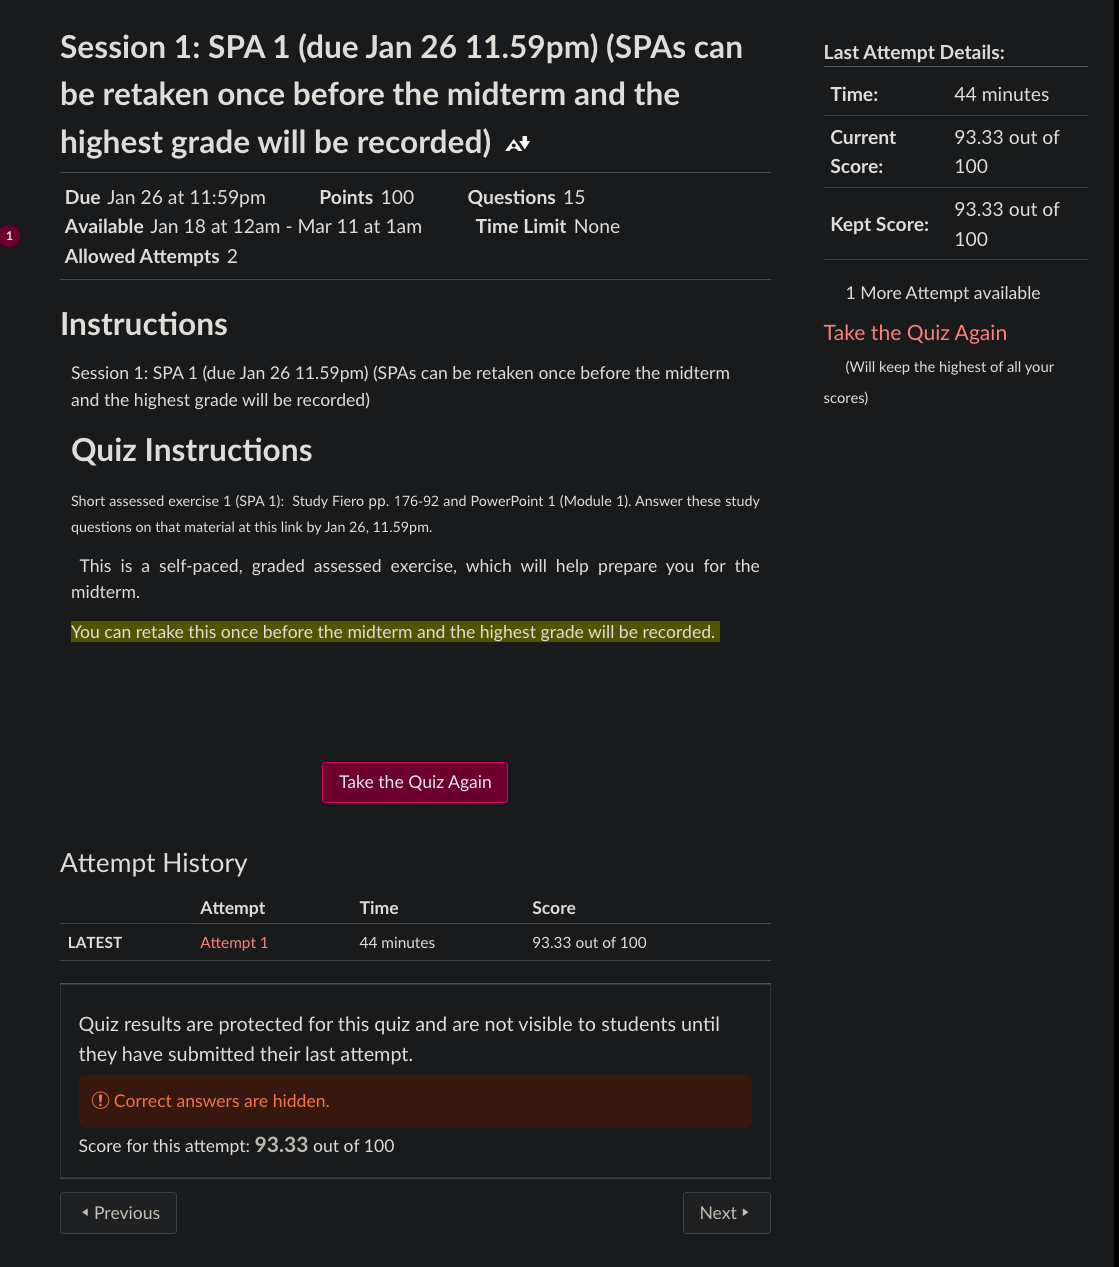 Session 1: SPA 1 (due Jan 26 11.59pm) (SPAs can
be retaken once before the midterm and the
highest grade will be recorded)
Due Jan 26 at 11:59pm Points 100 Questions 15
Available Jan 18 at 12am - Mar 11 at 1am Time Limit None
1
Allowed Attempts 2
Instructions
Session 1: SPA 1 (due Jan 26 11.59pm) (SPAs can be retaken once before the midterm
and the highest grade will be recorded)
Quiz Instructions
Short assessed exercise 1 (SPA 1): Study Fiero pp. 176-92 and PowerPoint 1 (Module 1). Answer these study
questions on that material at this link by Jan 26, 11.59pm.
This is a self-paced, graded assessed exercise, which will help prepare you for the
midterm.
You can retake this once before the midterm and the highest grade will be recorded.
Take the Quiz Again
Attempt History
Attempt Time Score
LATEST Attempt 1 44 minutes 93.33 out of 100
Quiz results are protected for this quiz and are not visible to students until
they have submitted their last attempt.
Correct answers are hidden.
Score for this attempt: 93.33 out of 100
Previous
Next
Last Attempt Details:
Time: 44 minutes
Current 93.33 out of
Score: 100
Kept Score: 93.33 out of
100
1 More Attempt available
Take the Quiz Again
(Will keep the highest of all your
scores)